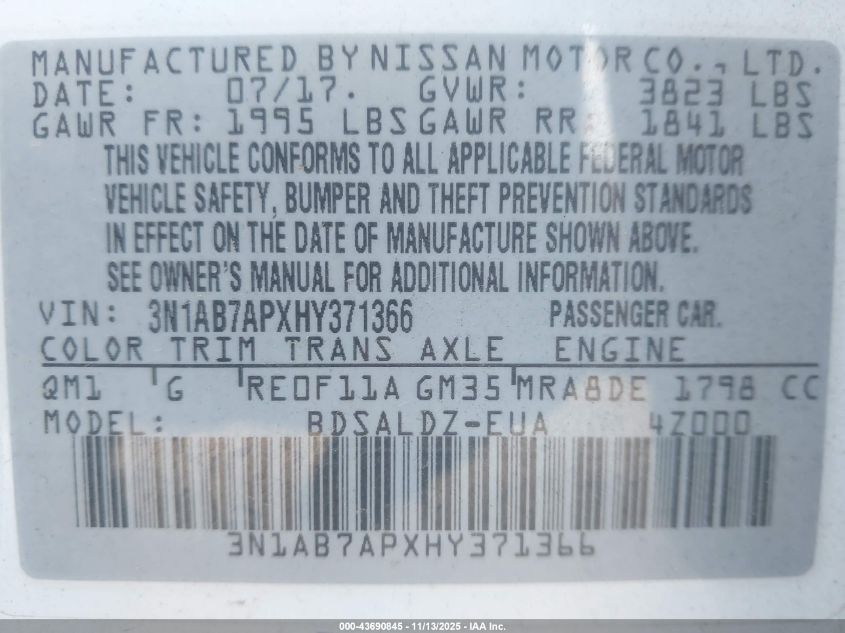 MANUFACTURED BY NISSAN MOTOR CO., LTD.
DATE: 07/17. GVWR: 3823 LBS
GAWR FR: 1995 LBS GAWR RR: 1841 LBS
THIS VEHICLE CONFORMS TO ALL APPLICABLE FEDERAL MOTOR
VEHICLE SAFETY, BUMPER AND THEFT PREVENTION STANDARDS
IN EFFECT ON THE DATE OF MANUFACTURE SHOWN ABOVE.
SEE OWNER'S MANUAL FOR ADDITIONAL INFORMATION.
VIN: 3N1AB7APXHY371366 PASSENGER CAR.
COLOR TRIM TRANS AXLE ENGINE
QM1 G RE0F11A GM35 MRA8DE 1798 CC
MODEL: BDSALDZ-EUA 4Z000
3N1AB7APXHY371366
000-43690845 - 11/13/2025 - IAA Inc.